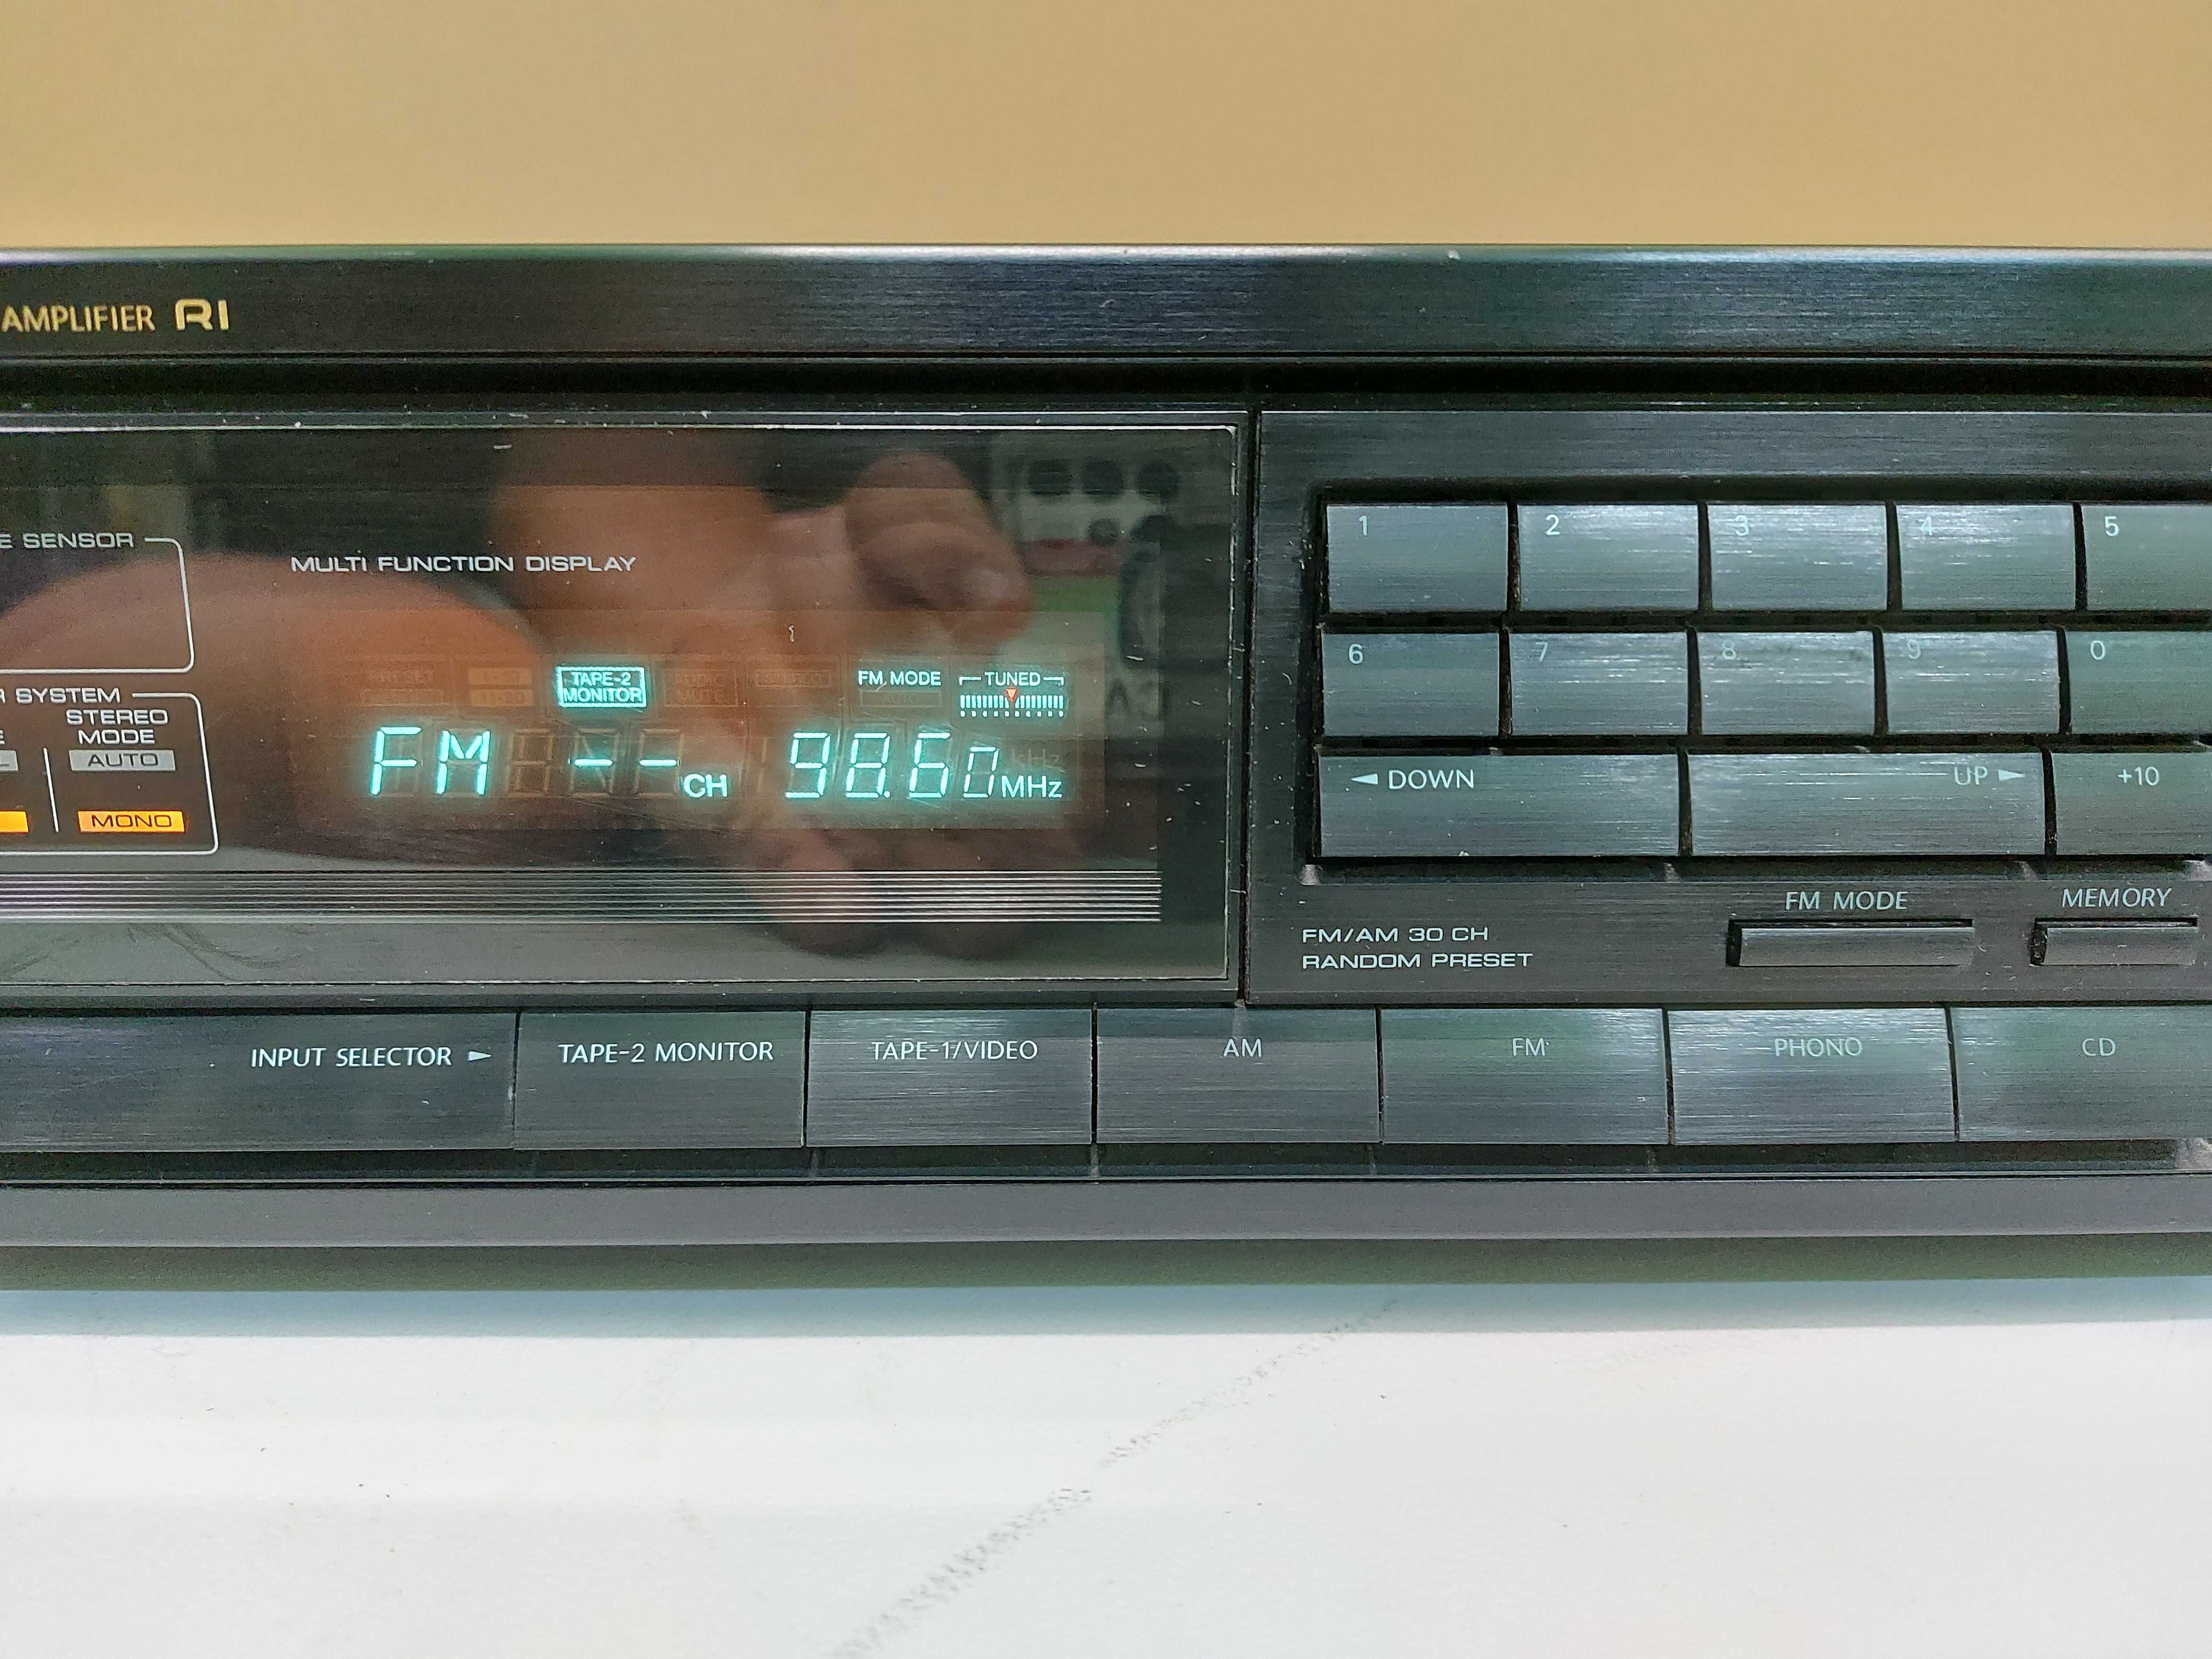 AMPLIFIER R1
E SENSOR
MULTI FUNCTION DISPLAY
R SYSTEM
STEREO
MODE
AUTO
MONO
TAPE-2
MONITOR
FM MODE
TUNED
FM -- CH 98.60 MHz
1 2 3 4 5
6 7 8 9 0
◄ DOWN UP ► +10
FM MODE MEMORY
FM/AM 30 CH
RANDOM PRESET
INPUT SELECTOR ► TAPE-2 MONITOR TAPE-1/VIDEO AM FM PHONO CD